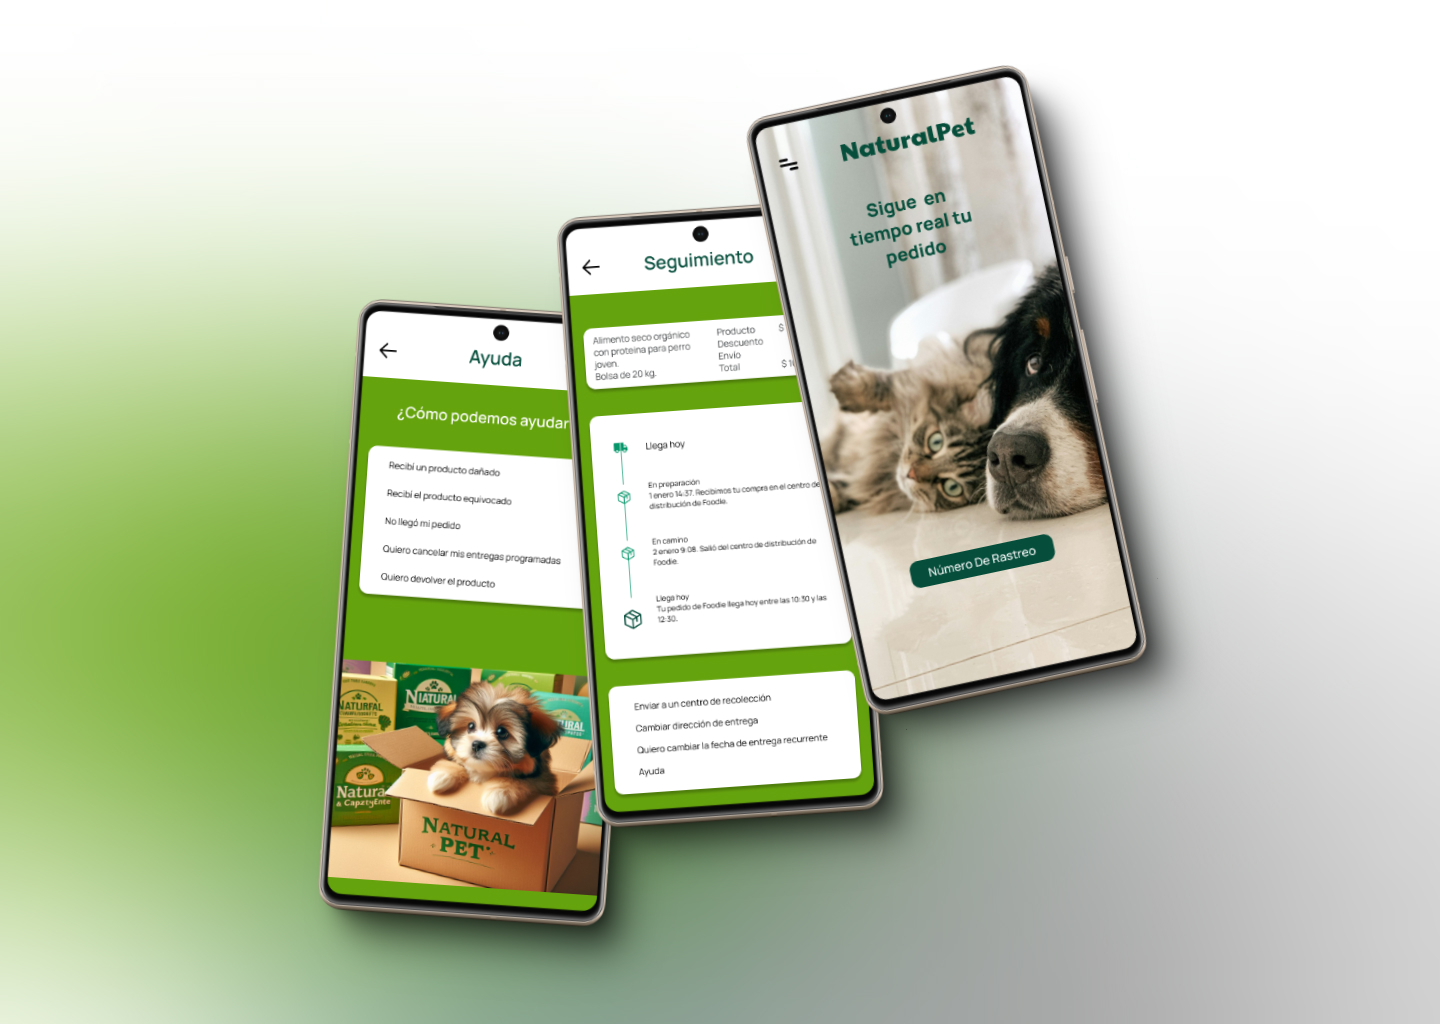 Ayuda
¿Cómo podemos ayudar
Recibí un producto dañado
Recibí el producto equivocado
No llegó mi pedido
Quiero cancelar mis entregas programadas
Quiero devolver el producto
NATURFAL
NIATURAL
URAL
Natura
& CapztyEnte
NATURAL
PET
Seguimiento
Alimento seco orgánico
con proteina para perro
joven.
Bolsa de 20 kg.
Producto $
Descuento
Envío
Total $
Llega hoy
En preparación
1 enero 14:37. Recibimos tu compra en el centro de
distribución de Foodie.
En camino
2 enero 9:08. Salió del centro de distribución de
Foodie.
Llega hoy
Tu pedido de Foodie llega hoy entre las 10:30 y las
12:30.
Enviar a un centro de recolección
Cambiar dirección de entrega
Quiero cambiar la fecha de entrega recurrente
Ayuda
NaturalPet
Sigue en
tiempo real tu
pedido
Número De Rastreo